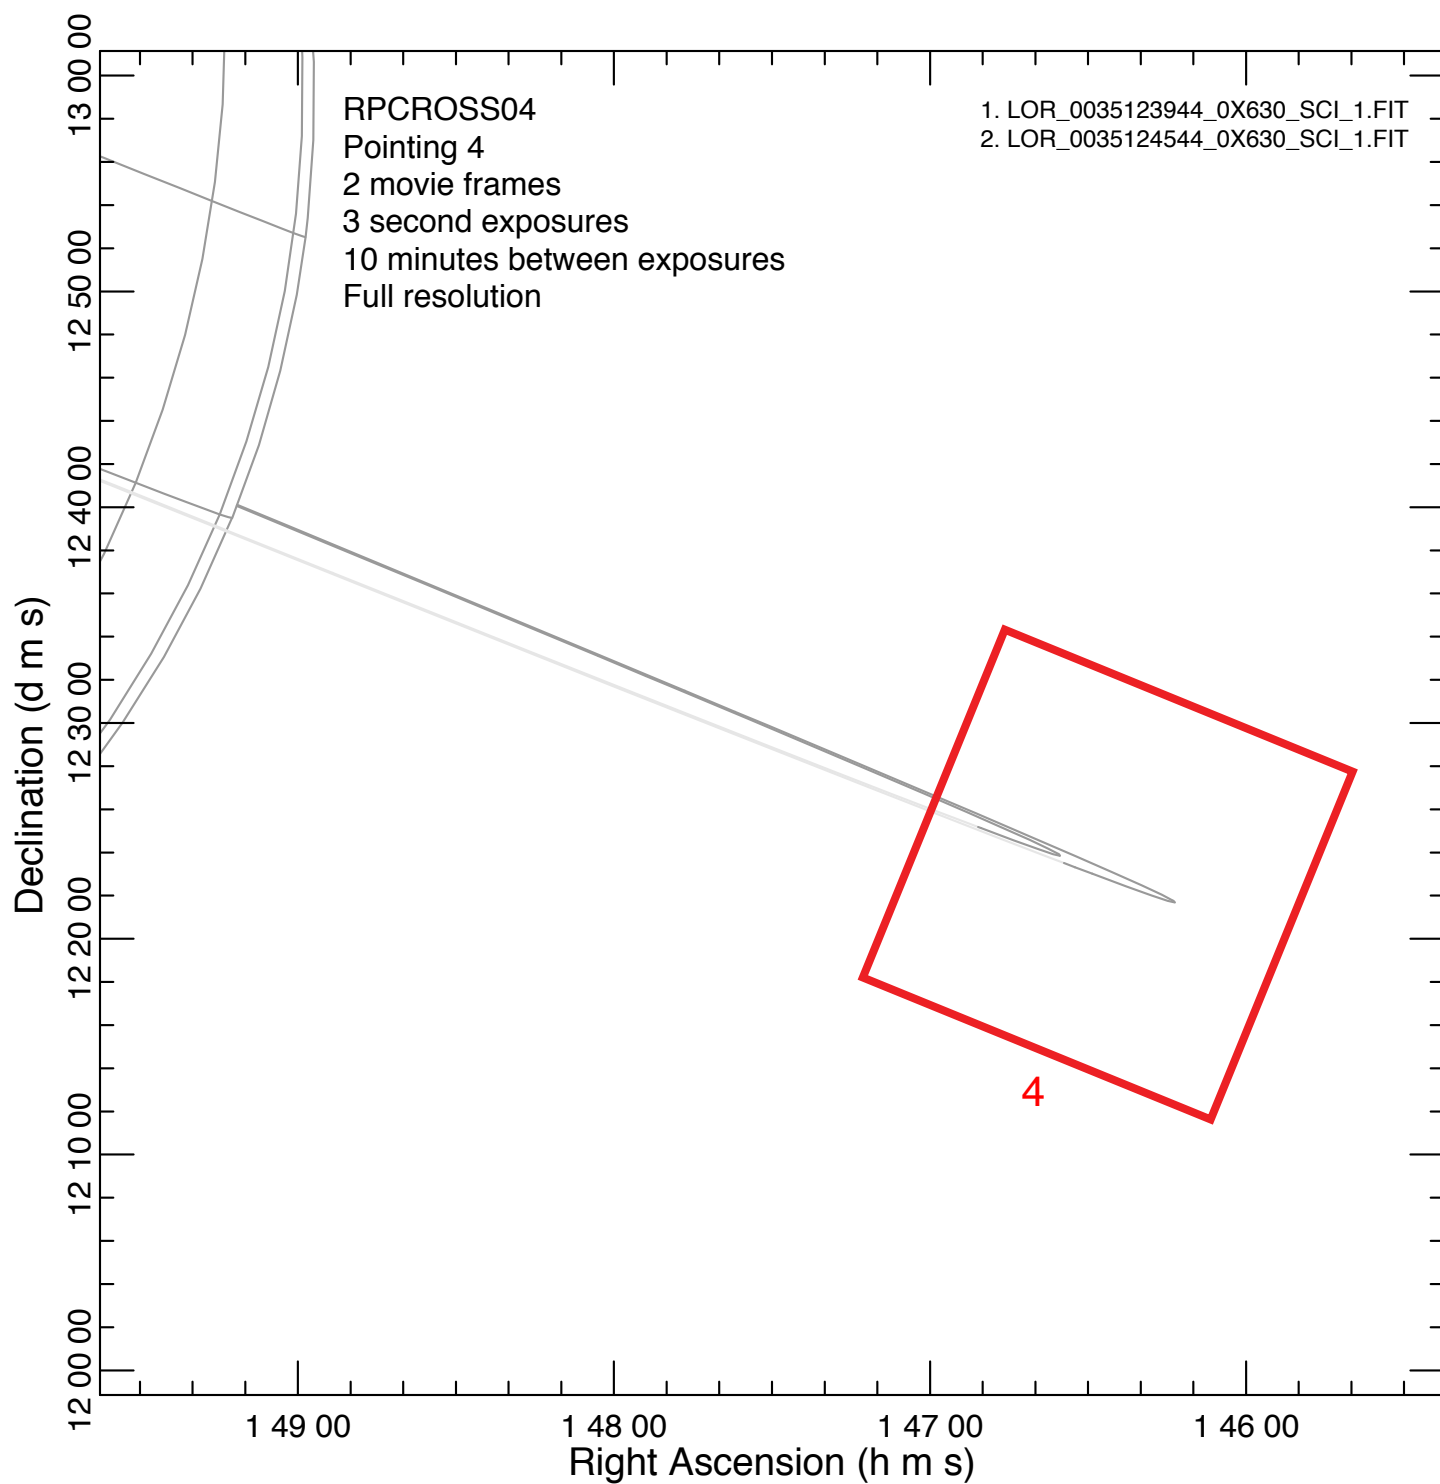 RPCROSS04
Pointing 4
2 movie frames
3 second exposures
10 minutes between exposures
Full resolution
1. LOR_0035123944_0X630_SCI_1.FIT
2. LOR_0035124544_0X630_SCI_1.FIT
Declination (d m s)
13 00 00
12 50 00
12 40 00
12 30 00
12 20 00
12 10 00
12 00 00
4
1 49 00
1 48 00
1 47 00
1 46 00
Right Ascension (h m s)